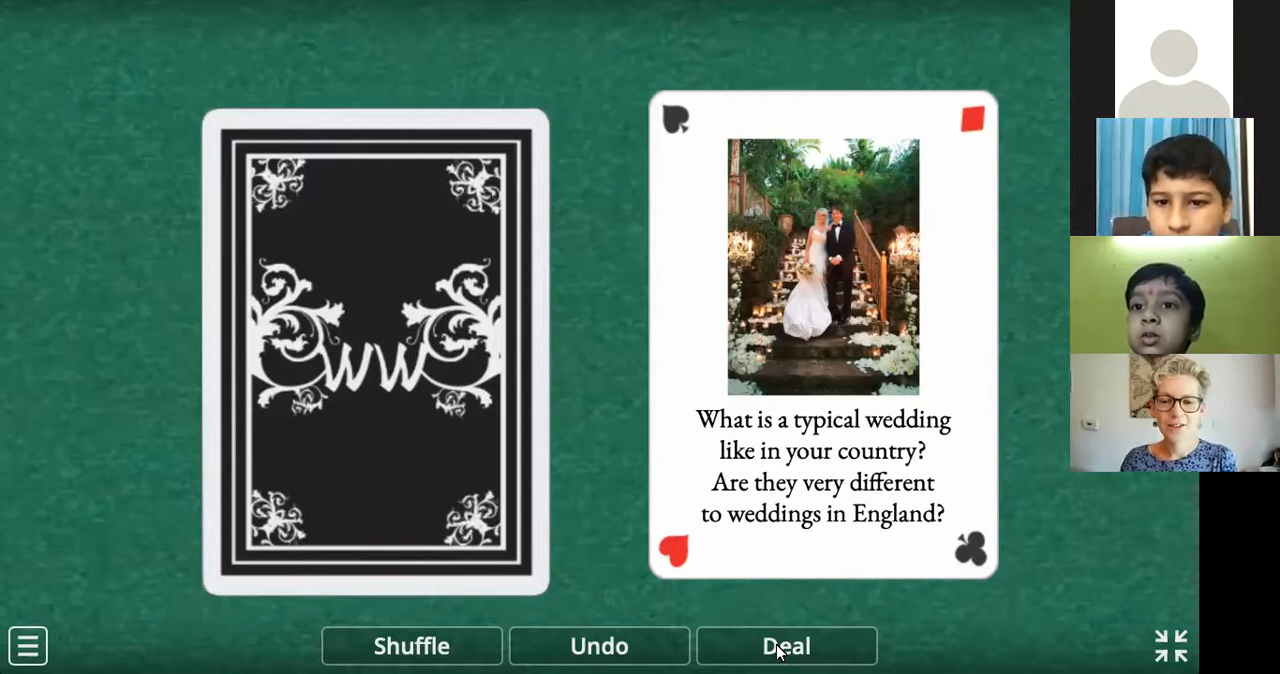 WW
What is a typical wedding
like in your country?
Are they very different
to weddings in England?
Shuffle
Undo
Deal